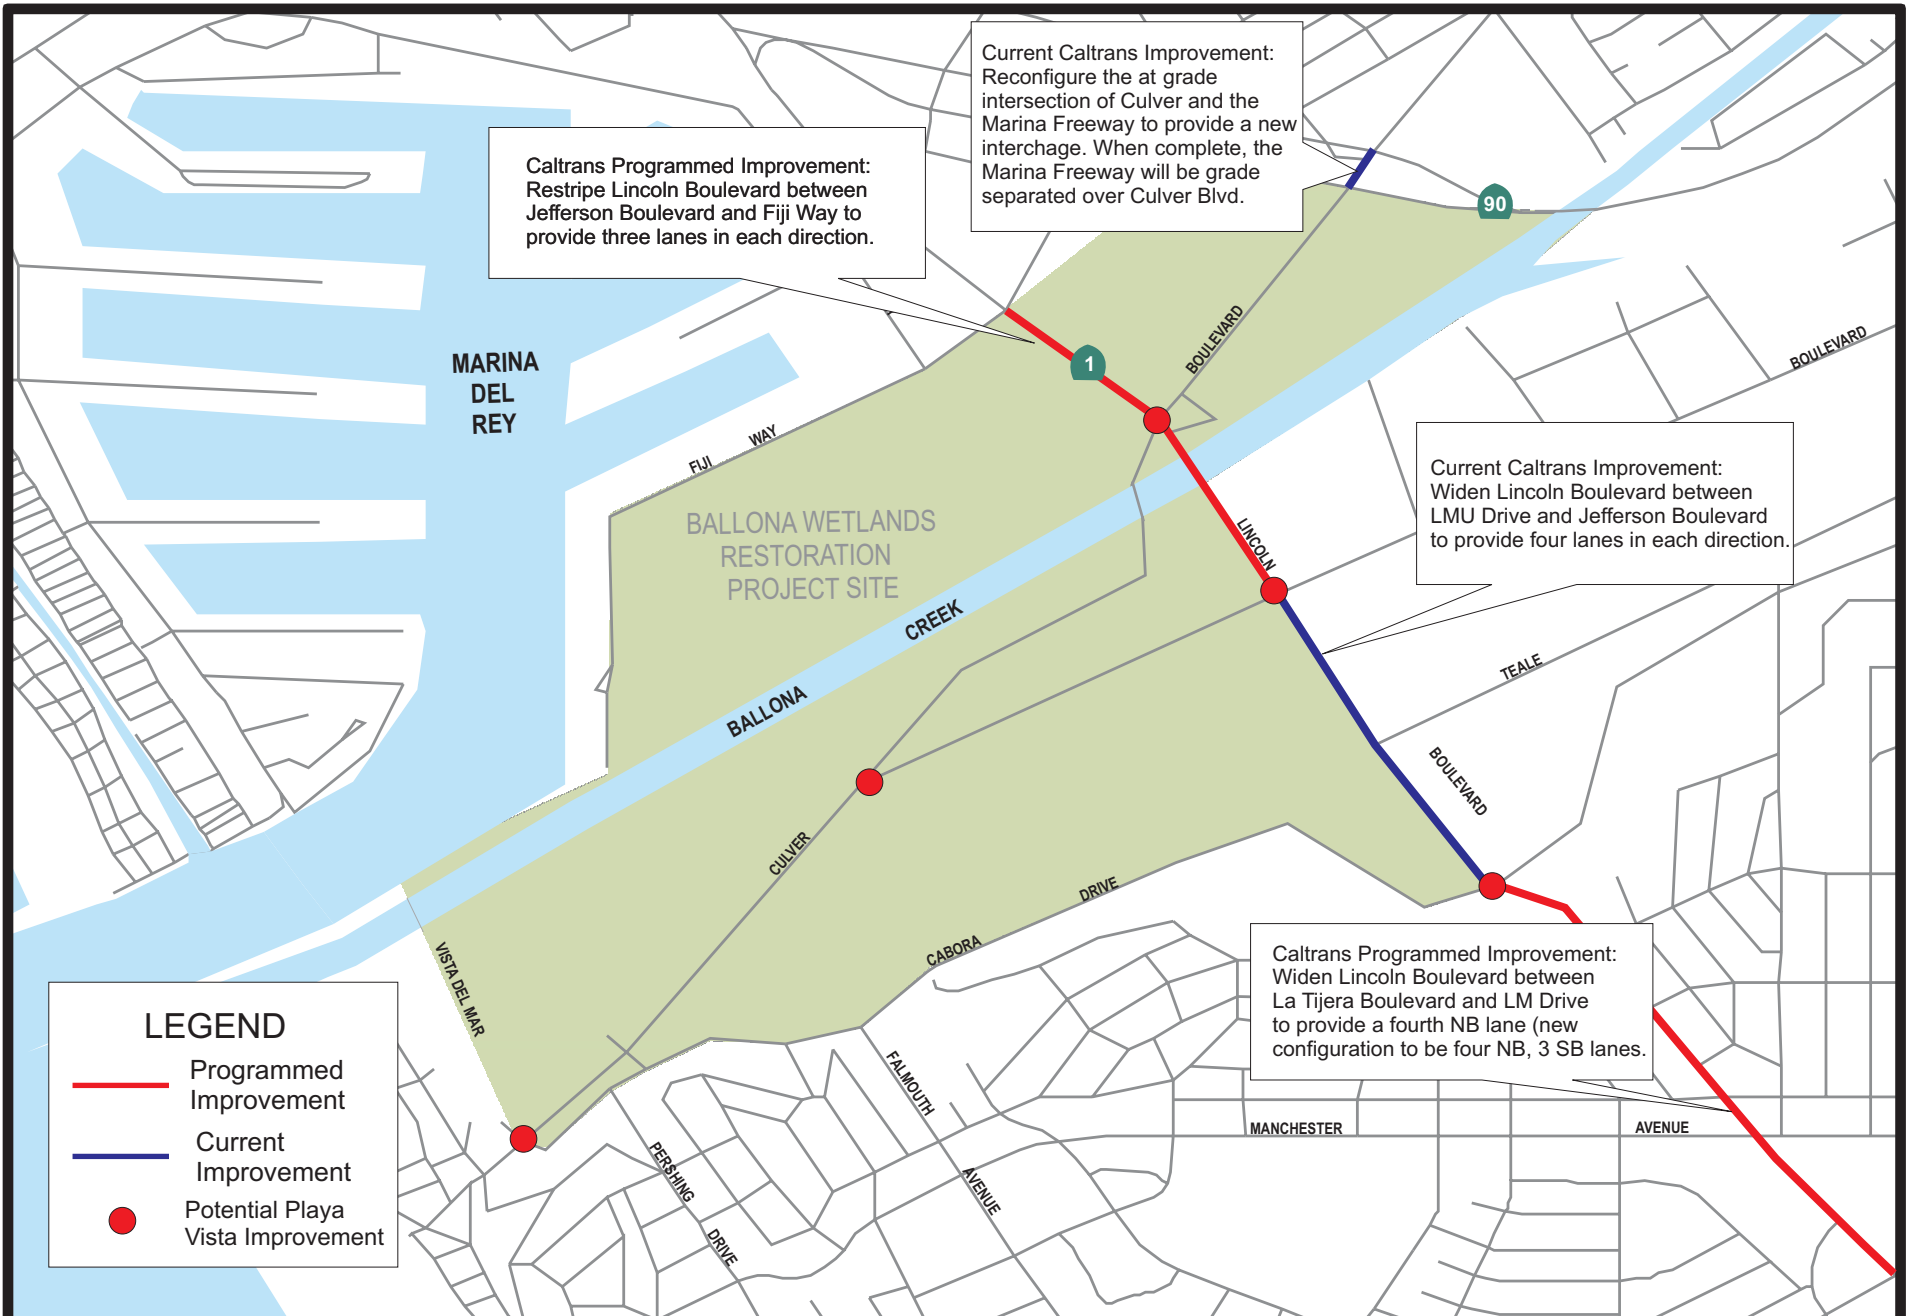 Current Caltrans Improvement:
Reconfigure the at grade
intersection of Culver and the
Marina Freeway to provide a new
interchage. When complete, the
Marina Freeway will be grade
separated over Culver Blvd.
Caltrans Programmed Improvement:
Restripe Lincoln Boulevard between
Jefferson Boulevard and Fiji Way to
provide three lanes in each direction.
90
BOULEVARD
1
BOULEVARD
MARINA
DEL
REY
FIJI WAY
Current Caltrans Improvement:
Widen Lincoln Boulevard between
LMU Drive and Jefferson Boulevard
to provide four lanes in each direction.
BALLONA WETLANDS
RESTORATION
PROJECT SITE
LINCOLN
BALLONA CREEK
TEALE
BOULEVARD
CULVER
CABORA DRIVE
VISTA DEL MAR
Caltrans Programmed Improvement:
Widen Lincoln Boulevard between
La Tijera Boulevard and LM Drive
to provide a fourth NB lane (new
configuration to be four NB, 3 SB lanes.
FALMOUTH
AVENUE
MANCHESTER AVENUE
PERSHING
DRIVE
LEGEND
Programmed
Improvement
Current
Improvement
Potential Playa
Vista Improvement